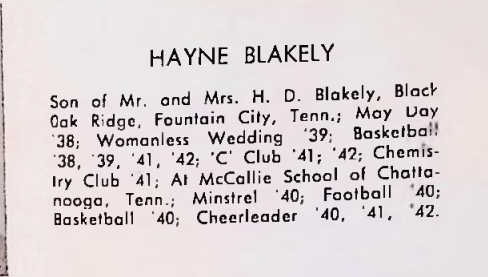 HAYNE BLAKELY
Son of Mr. and Mrs. H. D. Blakely, Black
Oak Ridge, Fountain City, Tenn.; May Day
'38; Womanless Wedding '39; Basketball
'38, '39, '41, '42; 'C' Club '41; '42; Chemis-
try Club '41; At McCallie School of Chatta-
nooga, Tenn.; Minstrel '40; Football '40;
Basketball '40; Cheerleader '40, '41, '42.